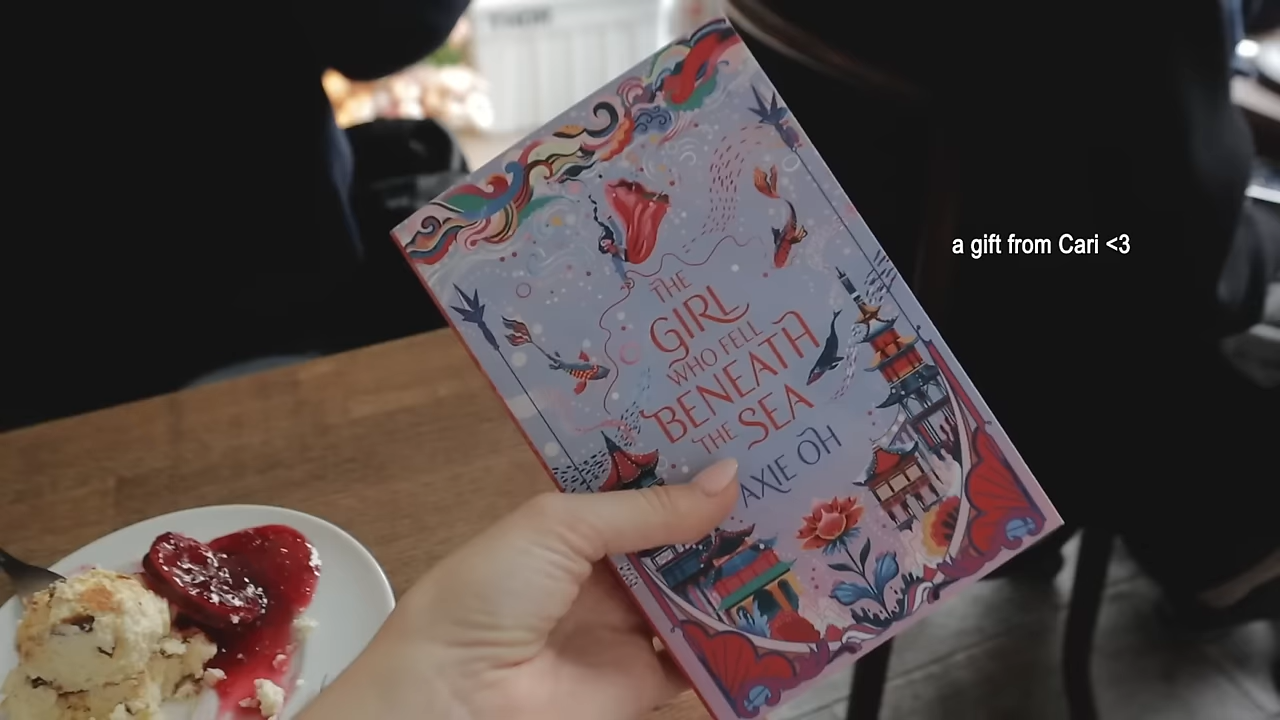 THE
GIRL
WHO FELL
BENEATH
THE SEA
AXIE OH
a gift from Cari <3